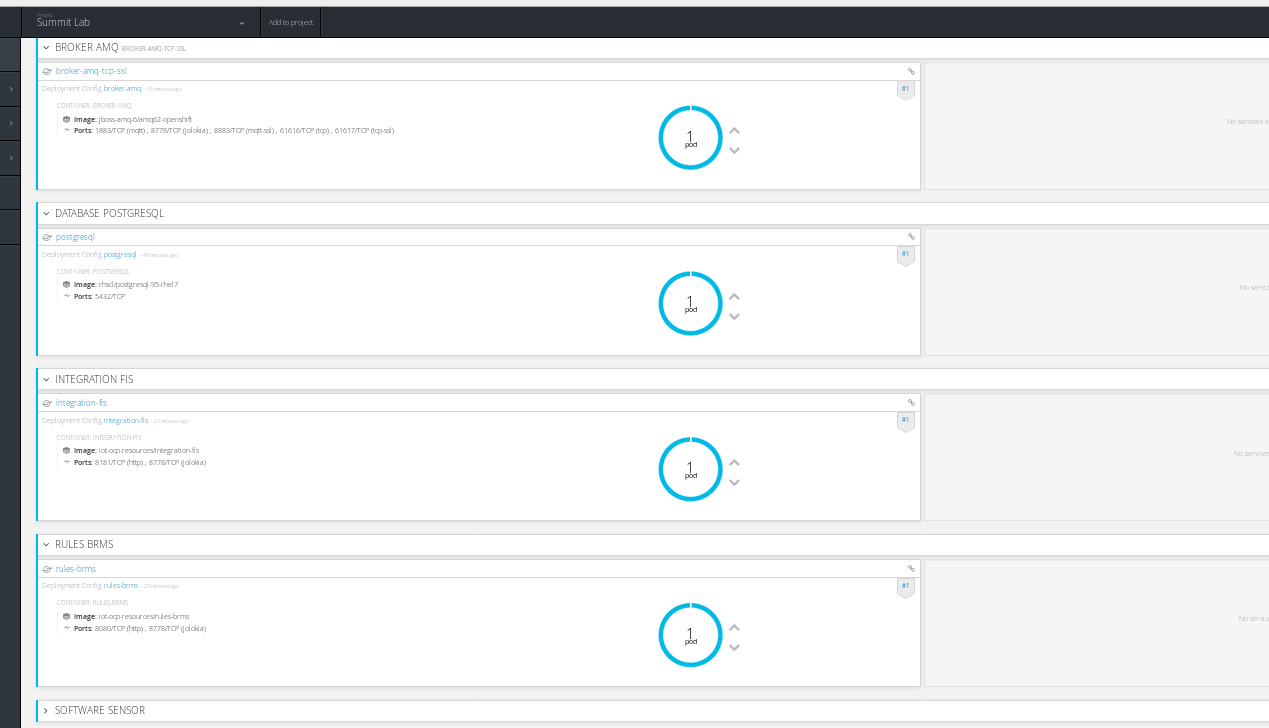 Project
Summit Lab
Add to project
BROKER AMQ BROKER-AMQ-TCP-SSL
broker-amq-tcp-ssl
Deployment Config broker-amq - 55 minutes ago
#1
CONTAINER: BROKER-AMQ
Image: jboss-amq-6/amq62-openshift
Ports: 1883/TCP (mqtt) , 8778/TCP (jolokia) , 8883/TCP (mqtt-ssl) , 61616/TCP (tcp) , 61617/TCP (tcp-ssl)
1
pod
No services a
DATABASE POSTGRESQL
postgresql
Deployment Config postgresql - 40 minutes ago
#1
CONTAINER: POSTGRESQL
Image: rhscl/postgresql-95-rhel7
Ports: 5432/TCP
1
pod
No servic
INTEGRATION FIS
integration-fis
Deployment Config integration-fis - 29 minutes ago
#1
CONTAINER: INTEGRATION-FIS
Image: iot-ocp-resources/integration-fis
Ports: 8181/TCP (http) , 8778/TCP (jolokia)
1
pod
No services
RULES BRMS
rules-brms
Deployment Config rules-brms - 25 minutes ago
#1
CONTAINER: RULES-BRMS
Image: iot-ocp-resources/rules-brms
Ports: 8080/TCP (http) , 8778/TCP (jolokia)
1
pod
No servic
SOFTWARE SENSOR